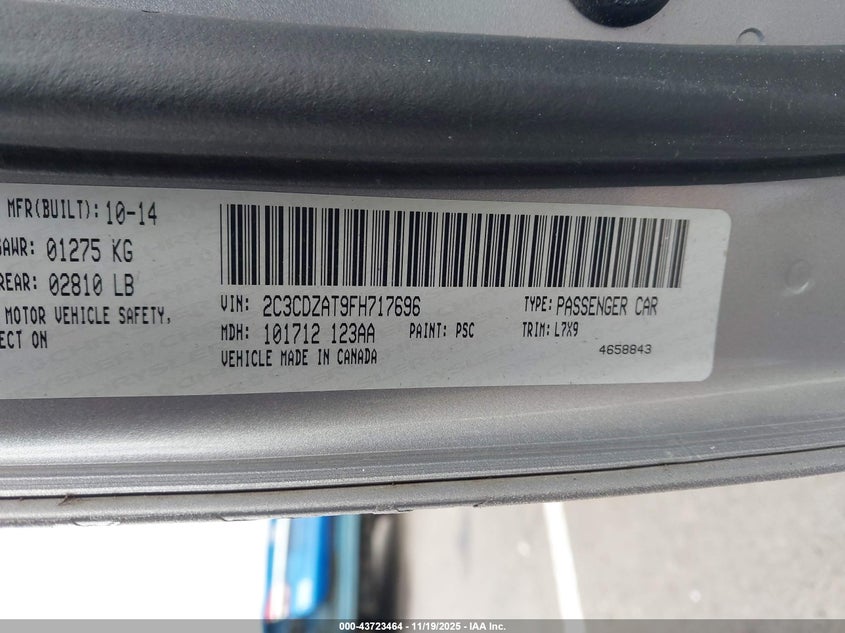 MFR(BUILT): 10-14
GAWR: 01275 KG
REAR: 02810 LB
MOTOR VEHICLE SAFETY,
ECT ON
VIN: 2C3CDZAT9FH717696 TYPE: PASSENGER CAR
MDH: 101712 123AA PAINT: PSC TRIM: L7X9
VEHICLE MADE IN CANADA 4658843
000-43723464 - 11/19/2025 - IAA Inc.